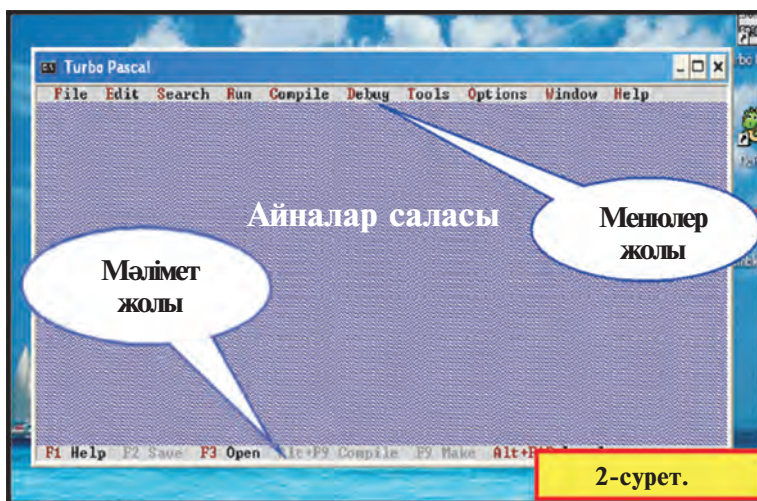 Turbo Pascal
File Edit Search Run Compile Debug Tools Options Window Help
Айналар саласы
Менюлер
жолы
Мәлімет
жолы
F1 Help F2 Save F3 Open Alt+F9 Compile F9 Make
2-сурет.